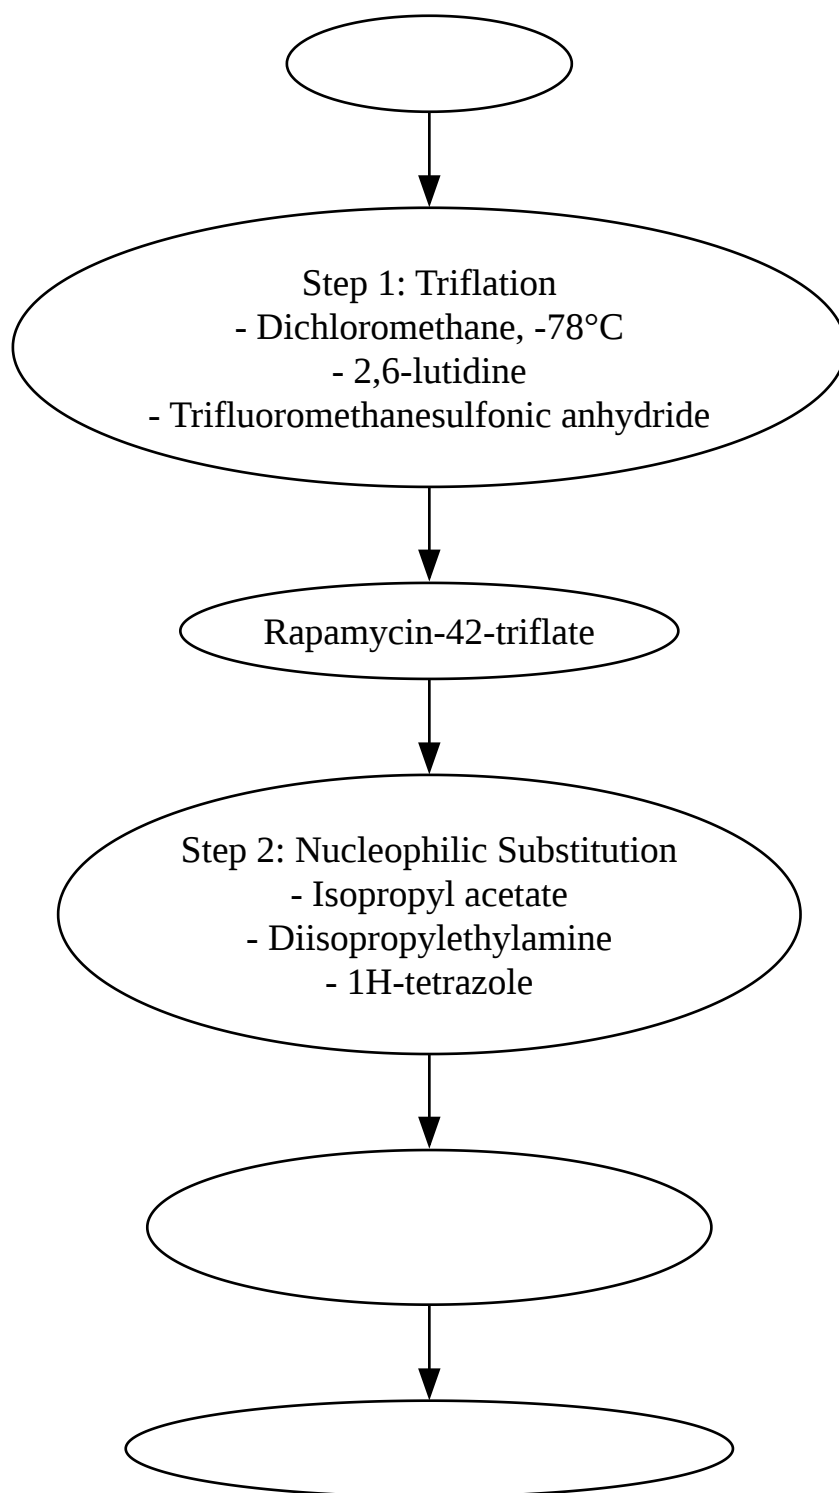 Step 1: Triflation
- Dichloromethane, -78°C
- 2,6-lutidine
- Trifluoromethanesulfonic anhydride
Rapamycin-42-triflate
Step 2: Nucleophilic Substitution
- Isopropyl acetate
- Diisopropylethylamine
- 1H-tetrazole